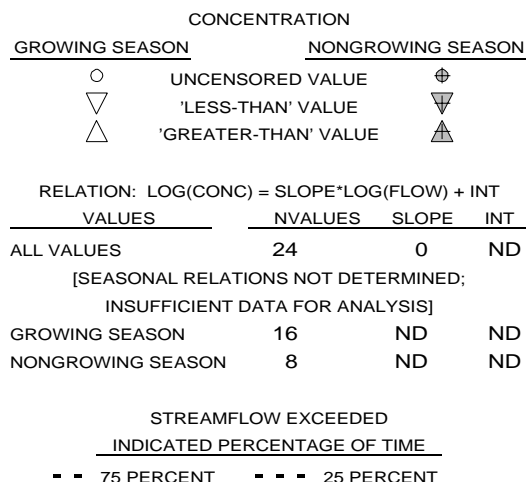 CONCENTRATION
GROWING SEASON NONGROWING SEASON
UNCENSORED VALUE
'LESS-THAN' VALUE
'GREATER-THAN' VALUE
RELATION: LOG(CONC) = SLOPE*LOG(FLOW) + INT
VALUES NVALUES SLOPE INT
ALL VALUES 24 0 ND
[SEASONAL RELATIONS NOT DETERMINED;
INSUFFICIENT DATA FOR ANALYSIS]
GROWING SEASON 16 ND ND
NONGROWING SEASON 8 ND ND
STREAMFLOW EXCEEDED
INDICATED PERCENTAGE OF TIME
75 PERCENT 25 PERCENT